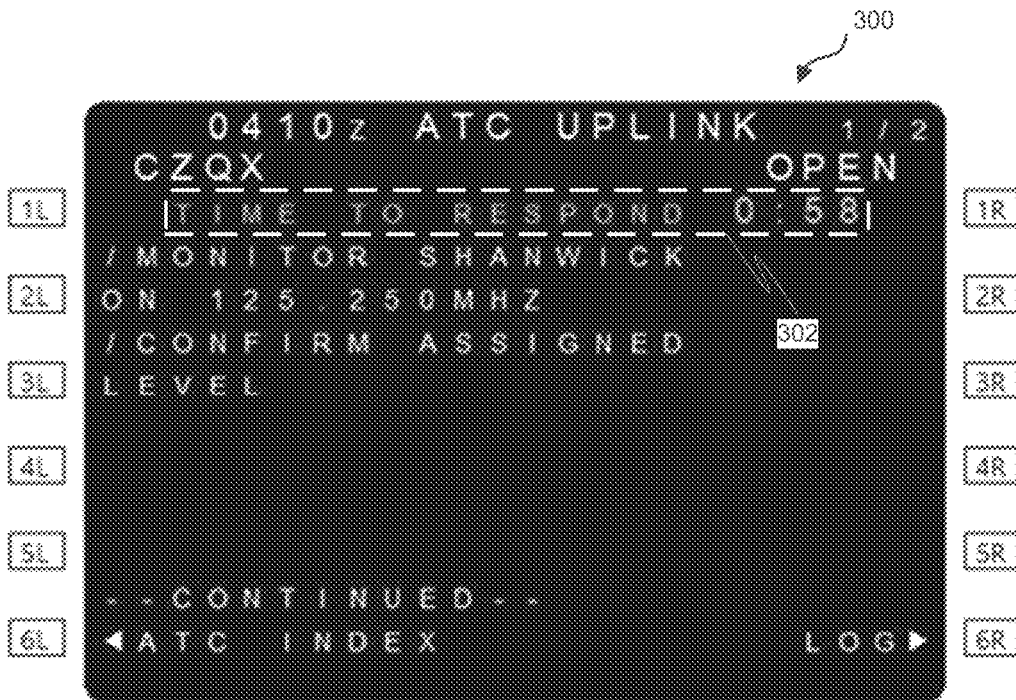 300
0410z ATC UPLINK 1/2
CZQX OPEN
1L TIME TO RESPOND 0:58 1R
/MONITOR SHANWICK
2L ON 125.250MHZ 2R
/CONFIRM ASSIGNED 302
3L LEVEL 3R
4L 4R
5L 5R
--CONTINUED--
6L ◀ATC INDEX LOG▶ 6R